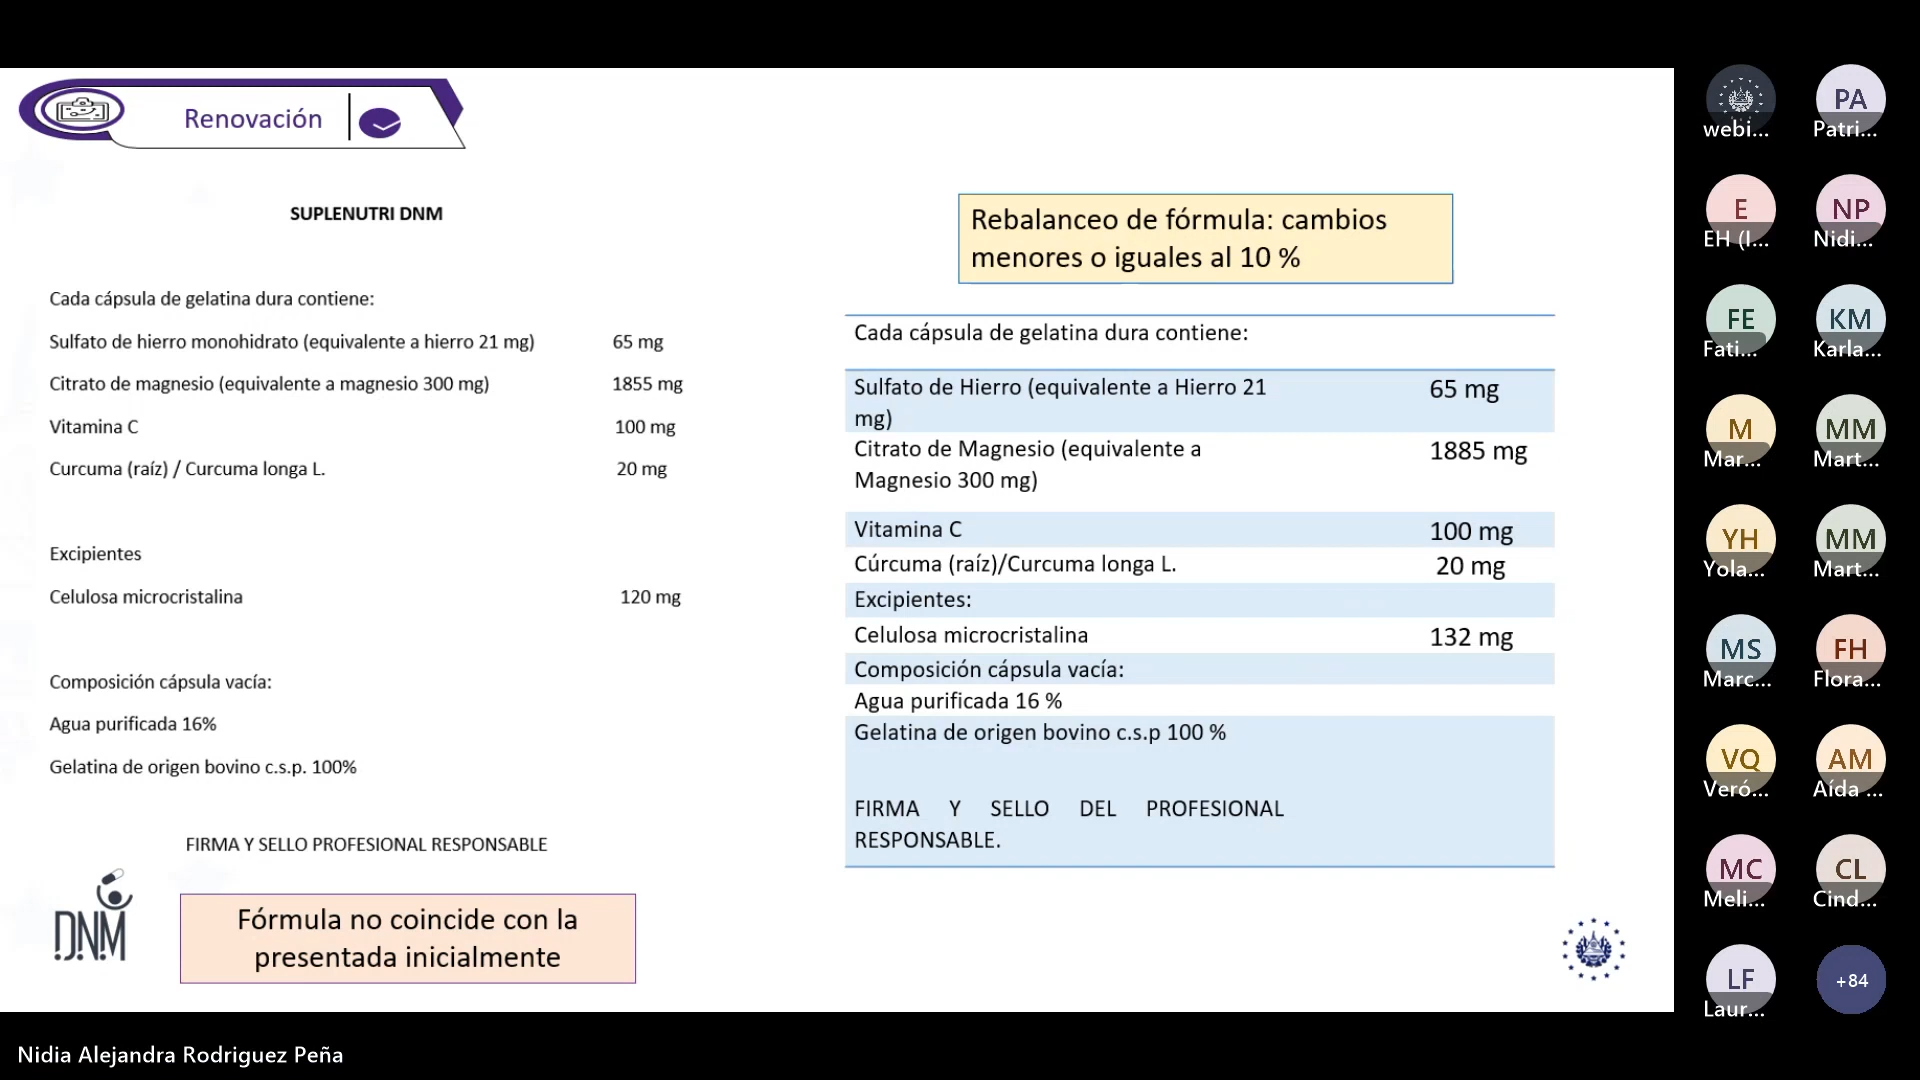 Renovación
SUPLENUTRI DNM
Cada cápsula de gelatina dura contiene:
Sulfato de hierro monohidrato (equivalente a hierro 21 mg) 65 mg
Citrato de magnesio (equivalente a magnesio 300 mg) 1855 mg
Vitamina C 100 mg
Curcuma (raíz) / Curcuma longa L. 20 mg
Excipientes
Celulosa microcristalina 120 mg
Composición cápsula vacía:
Agua purificada 16%
Gelatina de origen bovino c.s.p. 100%
FIRMA Y SELLO PROFESIONAL RESPONSABLE
DNM
Fórmula no coincide con la
presentada inicialmente
Rebalanceo de fórmula: cambios
menores o iguales al 10 %
Cada cápsula de gelatina dura contiene:
Sulfato de Hierro (equivalente a Hierro 21 65 mg
mg)
Citrato de Magnesio (equivalente a 1885 mg
Magnesio 300 mg)
Vitamina C 100 mg
Cúrcuma (raíz)/Curcuma longa L. 20 mg
Excipientes:
Celulosa microcristalina 132 mg
Composición cápsula vacía:
Agua purificada 16 %
Gelatina de origen bovino c.s.p 100 %
FIRMA Y SELLO DEL PROFESIONAL
RESPONSABLE.
PA
webi... Patri...
E NP
EH (I... Nidi...
FE KM
Fati... Karla...
M MM
Mar... Mart...
YH MM
Yola... Mart...
MS FH
Marc... Flora...
VQ AM
Veró... Aída ...
MC CL
Meli... Cind...
LF +84
Laur...
Nidia Alejandra Rodriguez Peña